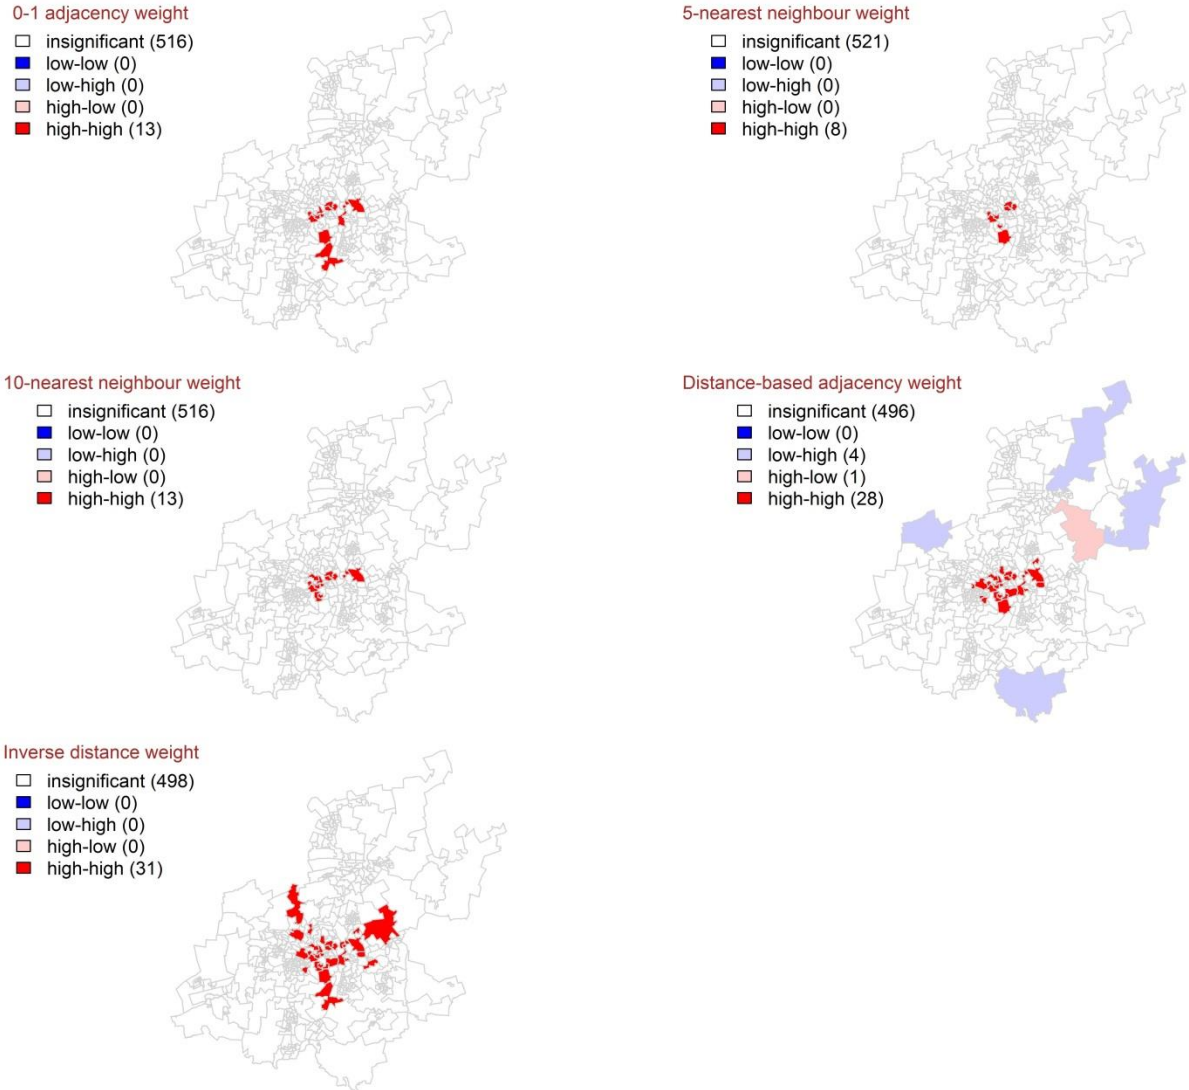 0-1 adjacency weight
insignificant (516)
low-low (0)
low-high (0)
high-low (0)
high-high (13)
5-nearest neighbour weight
insignificant (521)
low-low (0)
low-high (0)
high-low (0)
high-high (8)
10-nearest neighbour weight
insignificant (516)
low-low (0)
low-high (0)
high-low (0)
high-high (13)
Distance-based adjacency weight
insignificant (496)
low-low (0)
low-high (4)
high-low (1)
high-high (28)
Inverse distance weight
insignificant (498)
low-low (0)
low-high (0)
high-low (0)
high-high (31)